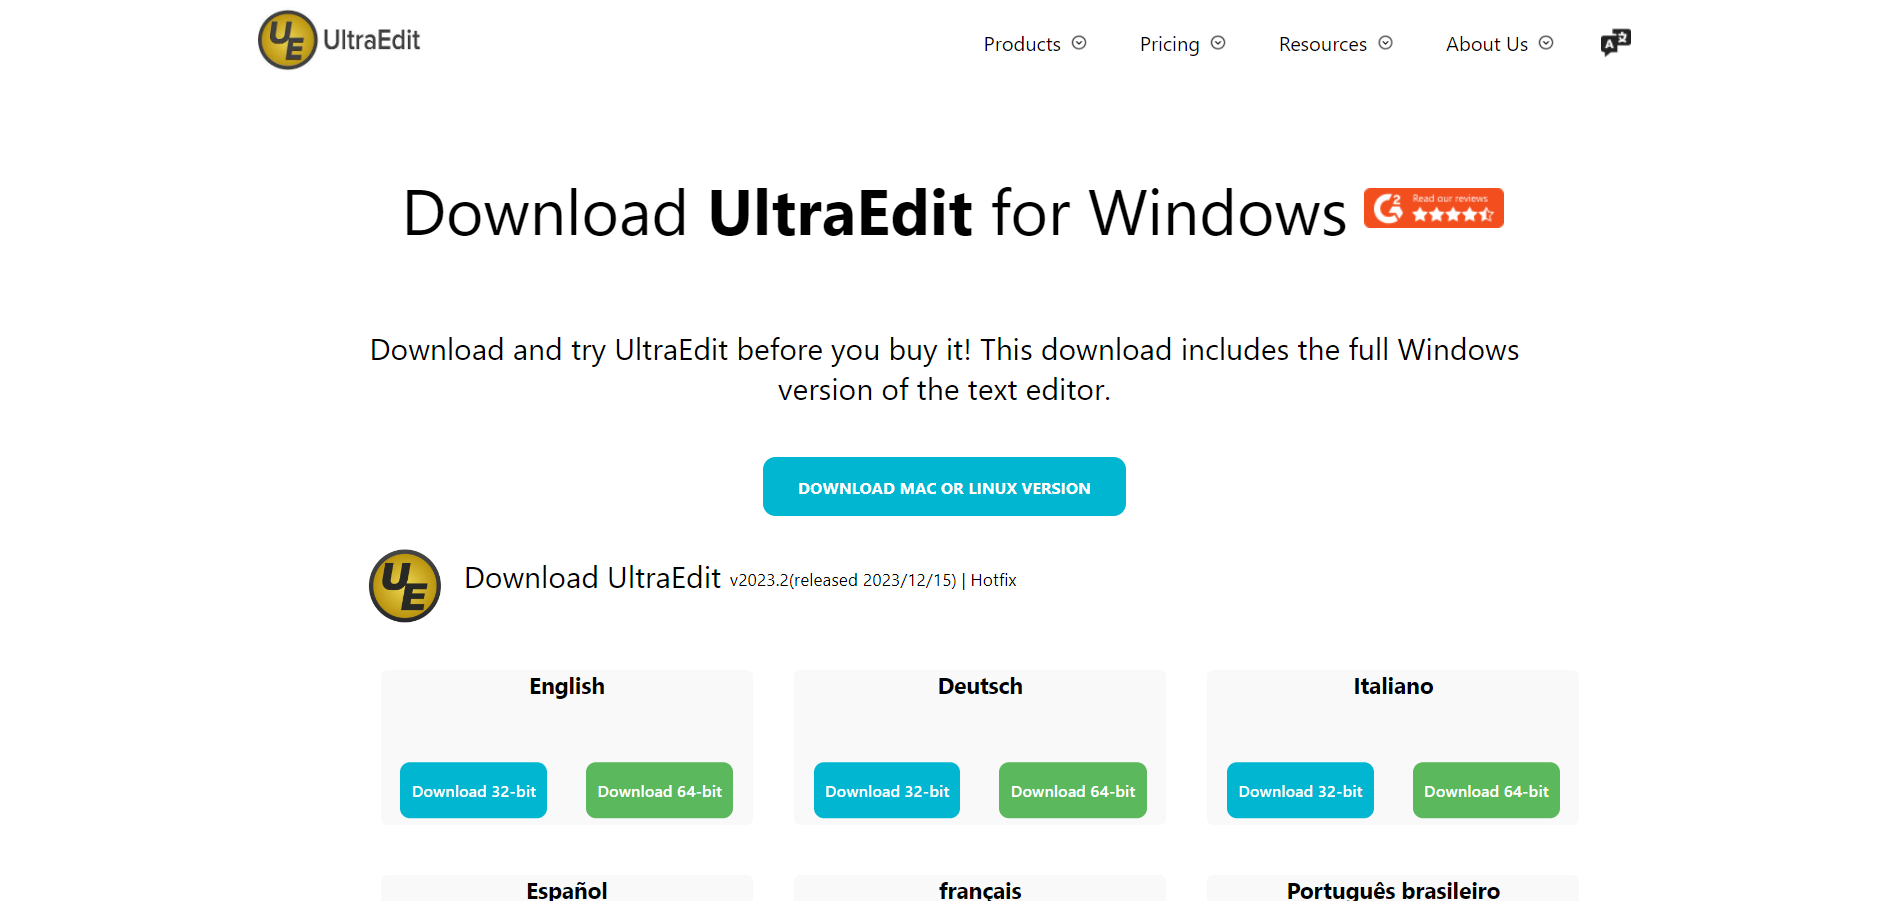 UE UltraEdit
Products Pricing Resources About Us
Download UltraEdit for Windows
G2 Read our reviews
Download and try UltraEdit before you buy it! This download includes the full Windows
version of the text editor.
DOWNLOAD MAC OR LINUX VERSION
UE Download UltraEdit v2023.2(released 2023/12/15) | Hotfix
English Deutsch Italiano
Download 32-bit Download 64-bit Download 32-bit Download 64-bit Download 32-bit Download 64-bit
Español français Português brasileiro